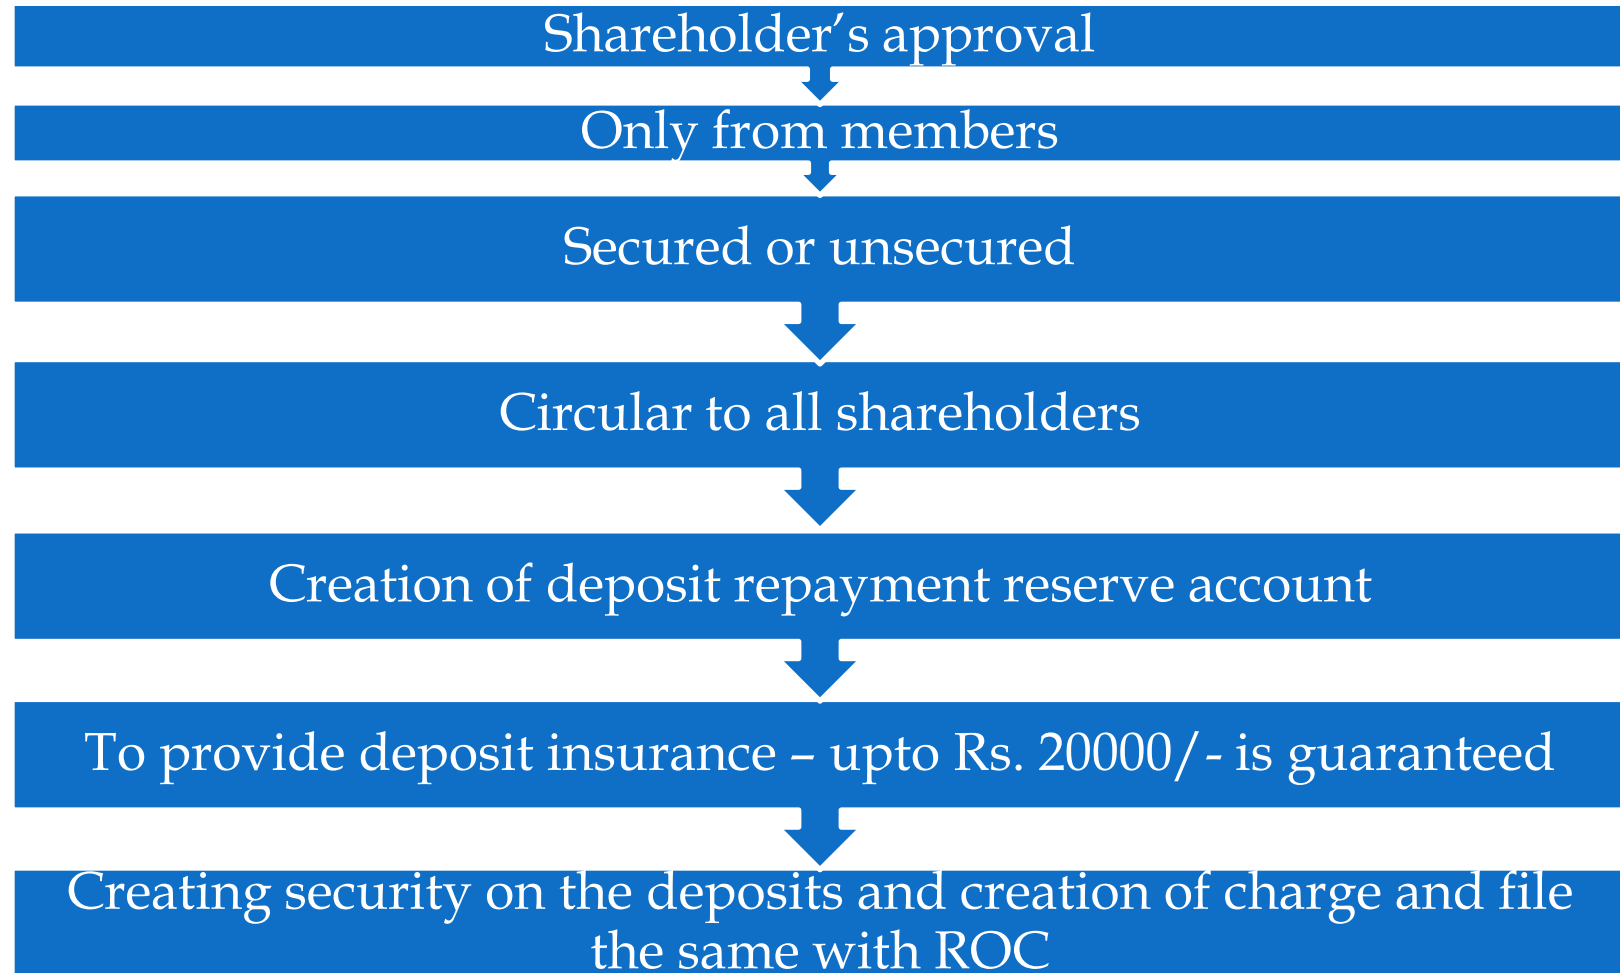 Shareholder’s approval
Only from members
Secured or unsecured
Circular to all shareholders
Creation of deposit repayment reserve account
To provide deposit insurance – upto Rs. 20000/- is guaranteed
Creating security on the deposits and creation of charge and file
the same with ROC